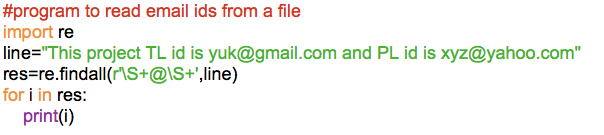 #program to read email ids from a file
import re
line="This project TL id is yuk@gmail.com and PL id is xyz@yahoo.com"
res=re.findall(r'\S+@\S+',line)
for i in res:
    print(i)